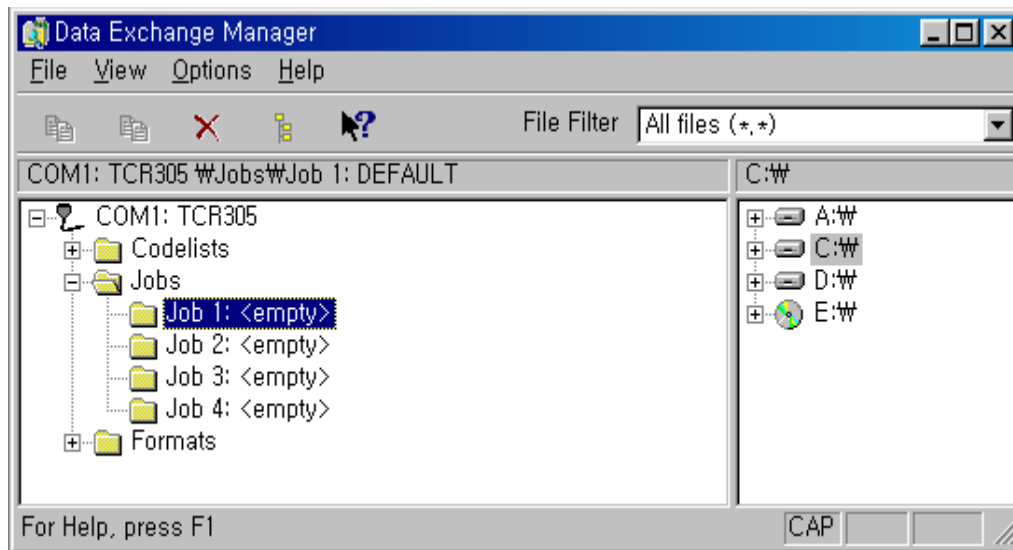 Data Exchange Manager
File View Options Help
File Filter All files (*,*)
COM1: TCR305 ₩Jobs₩Job 1: DEFAULT
C:₩
COM1: TCR305
Codelists
Jobs
Job 1: <empty>
Job 2: <empty>
Job 3: <empty>
Job 4: <empty>
Formats
A:₩
C:₩
D:₩
E:₩
For Help, press F1
CAP